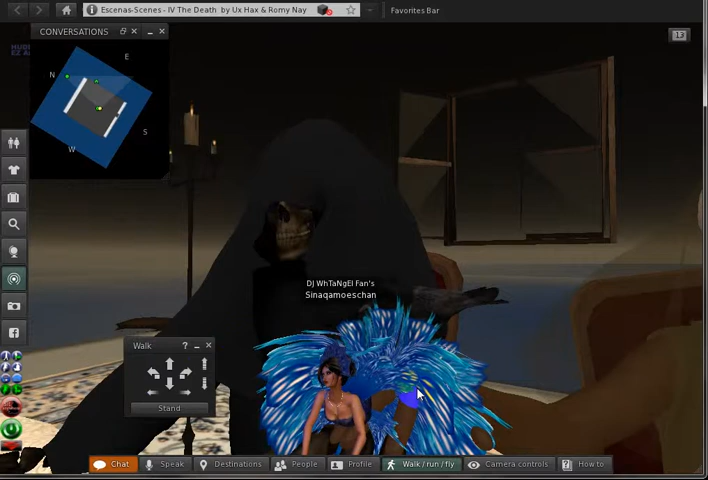 Escenas-Scenes - IV The Death by Ux Hax & Romy Nay
Favorites Bar
CONVERSATIONS
13
N
E
S
W
DJ WhTaNgEl Fan's
Sinaqamoeschan
Walk
Stand
Chat
Speak
Destinations
People
Profile
Walk / run / fly
Camera controls
How to